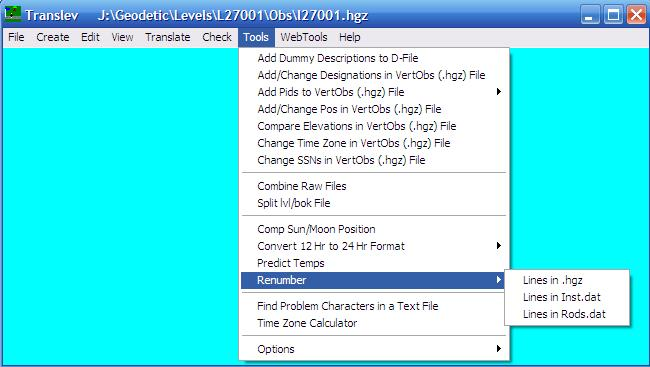 Translev J:\Geodetic\Levels\L27001\Obs\I27001.hgz
File Create Edit View Translate Check Tools WebTools Help
Add Dummy Descriptions to D-File
Add/Change Designations in VertObs (.hgz) File
Add Pids to VertObs (.hgz) File
Add/Change Pos in VertObs (.hgz) File
Compare Elevations in VertObs (.hgz) File
Change Time Zone in VertObs (.hgz) File
Change SSNs in VertObs (.hgz) File
Combine Raw Files
Split lvl/bok File
Comp Sun/Moon Position
Convert 12 Hr to 24 Hr Format
Predict Temps
Renumber
Lines in .hgz
Lines in Inst.dat
Lines in Rods.dat
Find Problem Characters in a Text File
Time Zone Calculator
Options